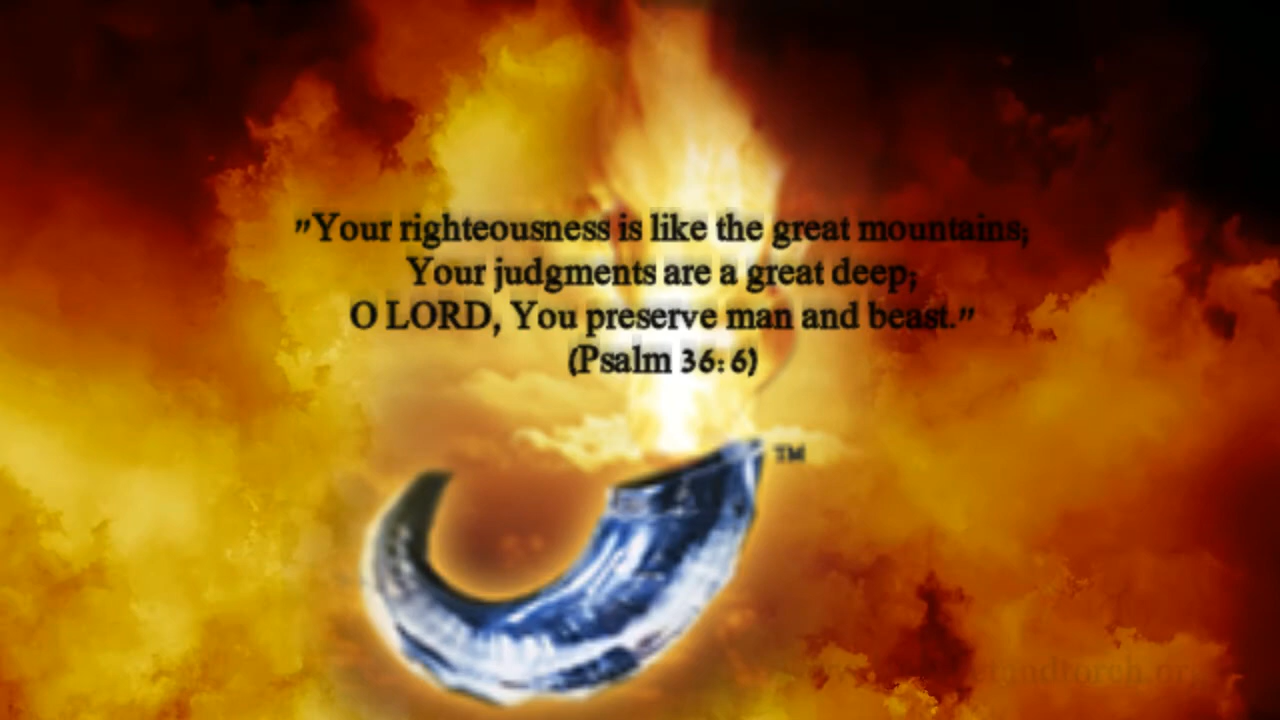 "Your righteousness is like the great mountains;
Your judgments are a great deep;
O LORD, You preserve man and beast."
(Psalm 36:6)
TM